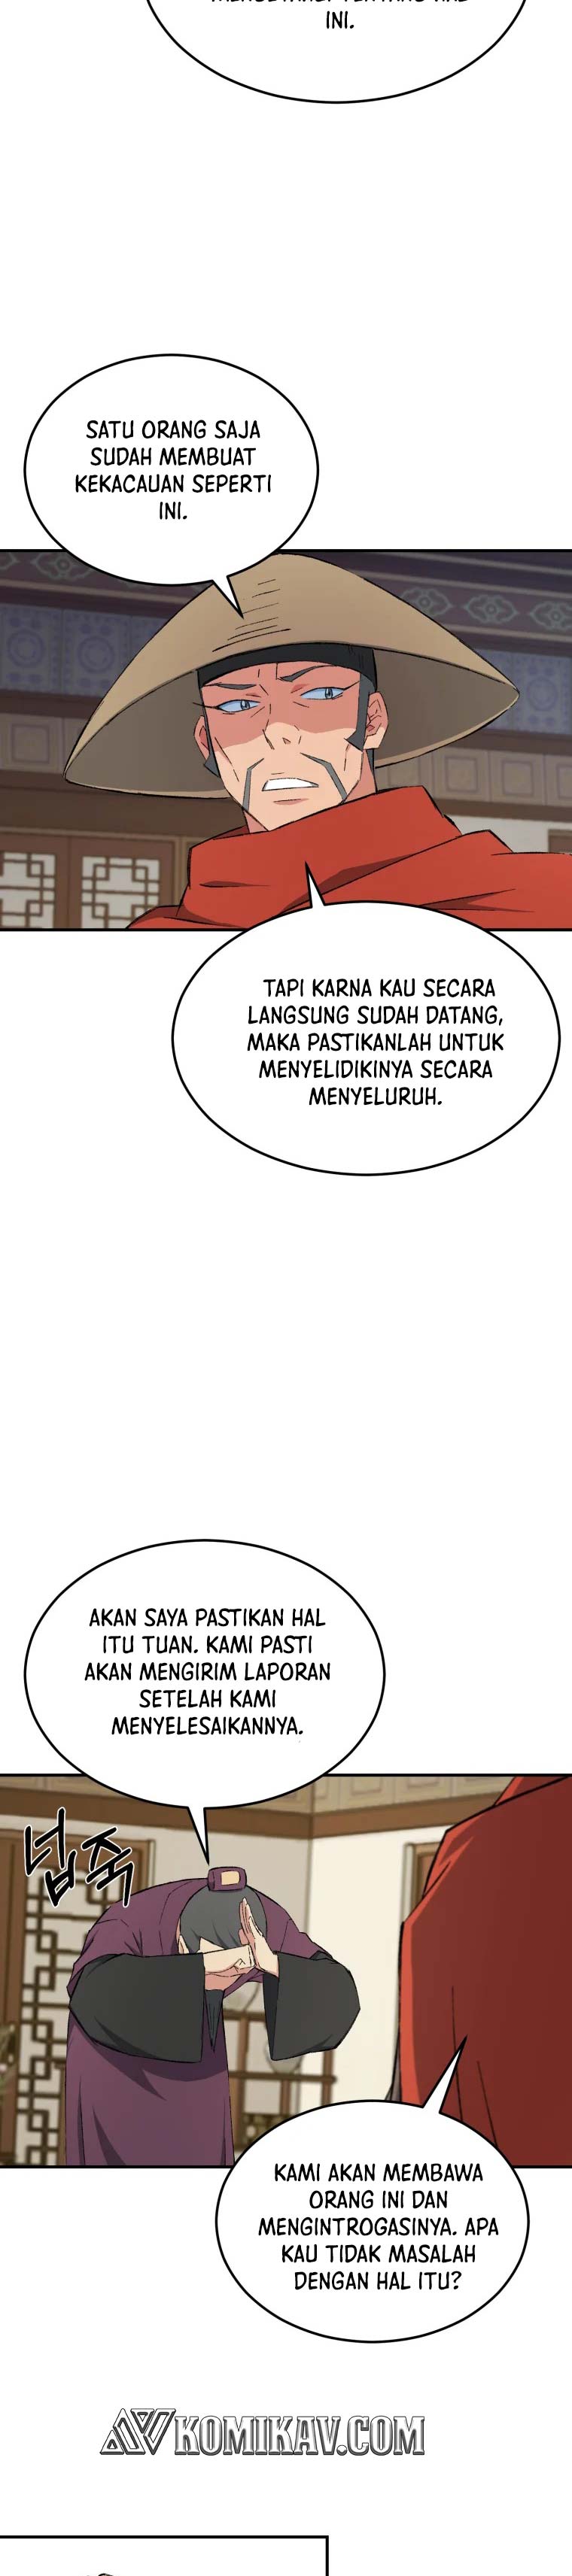 INI.
SATU ORANG SAJA
SUDAH MEMBUAT
KEKACAUAN SEPERTI
INI.
TAPI KARNA KAU SECARA
LANGSUNG SUDAH DATANG,
MAKA PASTIKANLAH UNTUK
MENYELIDIKINYA SECARA
MENYELURUH.
AKAN SAYA PASTIKAN HAL
ITU TUAN. KAMI PASTI
AKAN MENGIRIM LAPORAN
SETELAH KAMI
MENYELESAIKANNYA.
넙죽
KAMI AKAN MEMBAWA
ORANG INI DAN
MENGINTROGASINYA. APA
KAU TIDAK MASALAH
DENGAN HAL ITU?
KOMIKAV.COM